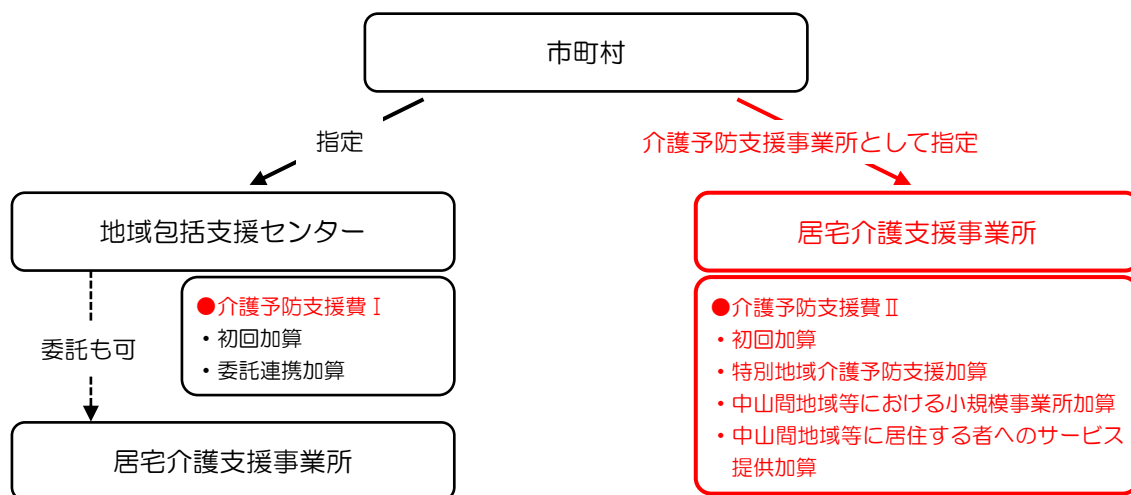 市町村
指定
介護予防支援事業所として指定
地域包括支援センター
居宅介護支援事業所
●介護予防支援費Ⅰ
・初回加算
・委託連携加算
委託も可
居宅介護支援事業所
●介護予防支援費Ⅱ
・初回加算
・特別地域介護予防支援加算
・中山間地域等における小規模事業所加算
・中山間地域等に居住する者へのサービス
提供加算